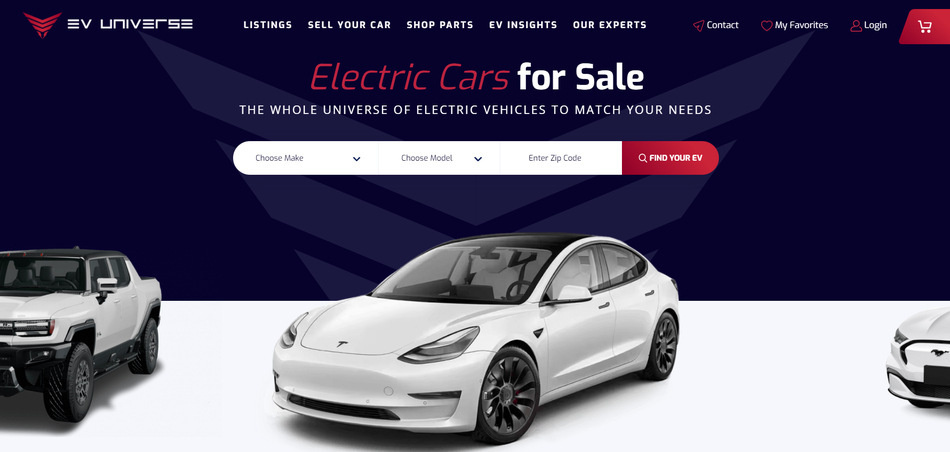 EV UNIVERSE
LISTINGS SELL YOUR CAR SHOP PARTS EV INSIGHTS OUR EXPERTS
Contact My Favorites Login
Electric Cars for Sale
THE WHOLE UNIVERSE OF ELECTRIC VEHICLES TO MATCH YOUR NEEDS
Choose Make Choose Model Enter Zip Code FIND YOUR EV